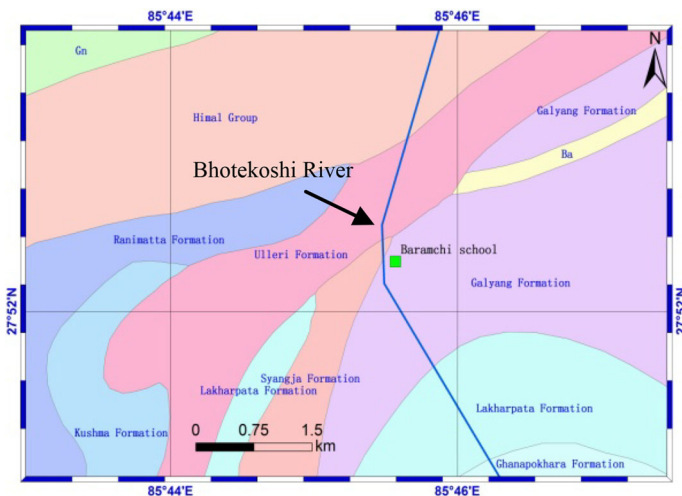 85°44'E
85°46'E
Gn
N
Himal Group
Galyang Formation
Ba
Bhotekoshi River
Ranimatta Formation
Ulleri Formation
Baramchi school
Galyang Formation
27°52'N
27°52'N
Syangja Formation
Lakharpata Formation
Lakharpata Formation
Kushma Formation
0 0.75 1.5
km
Ghanapokhara Formation
85°44'E
85°46'E